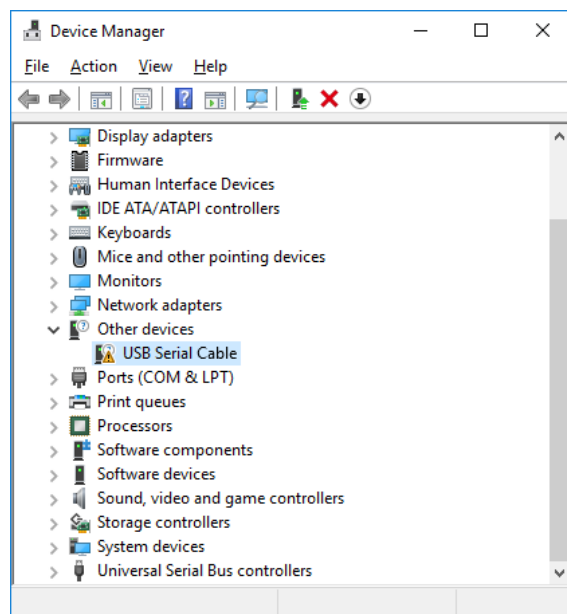 Device Manager
File Action View Help
Display adapters
Firmware
Human Interface Devices
IDE ATA/ATAPI controllers
Keyboards
Mice and other pointing devices
Monitors
Network adapters
Other devices
USB Serial Cable
Ports (COM & LPT)
Print queues
Processors
Software components
Software devices
Sound, video and game controllers
Storage controllers
System devices
Universal Serial Bus controllers